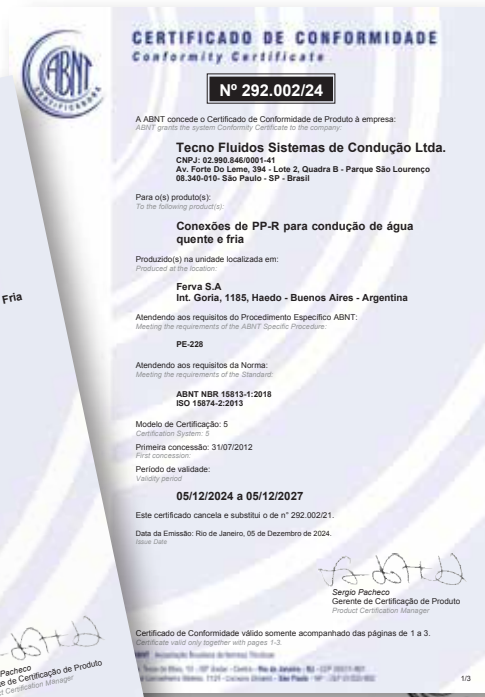 ABNT
CERTIFICADORA
CERTIFICADO DE CONFORMIDADE
Conformity Certificate
Nº 292.002/24
A ABNT concede o Certificado de Conformidade de Produto à empresa:
ABNT grants the system Conformity Certificate to the company:
Tecno Fluidos Sistemas de Condução Ltda.
CNPJ: 02.990.846/0001-41
Av. Forte Do Leme, 394 - Lote 2, Quadra B - Parque São Lourenço
08.340-010- São Paulo - SP - Brasil
Para o(s) produto(s):
To the following product(s):
Conexões de PP-R para condução de água
quente e fria
Produzido(s) na unidade localizada em:
Produced at the location:
Fria
Ferva S.A
Int. Goria, 1185, Haedo - Buenos Aires - Argentina
Atendendo aos requisitos do Procedimento Específico ABNT:
Meeting the requirements of the ABNT Specific Procedure:
PE-228
Atendendo aos requisitos da Norma:
Meeting the requirements of the Standard:
ABNT NBR 15813-1:2018
ISO 15874-2:2013
Modelo de Certificação: 5
Certification System: 5
Primeira concessão: 31/07/2012
First concession:
Período de validade:
Validity period
05/12/2024 a 05/12/2027
Este certificado cancela e substitui o de n° 292.002/21.
Data da Emissão: Rio de Janeiro, 05 de Dezembro de 2024.
Issue Date
Sergio Pacheco
Gerente de Certificação de Produto
Product Certification Manager
Pacheco
te de Certificação de Produto
ct Certification Manager
Certificado de Conformidade válido somente acompanhado das páginas de 1 a 3.
Certificate valid only together with pages 1-3.
1/3